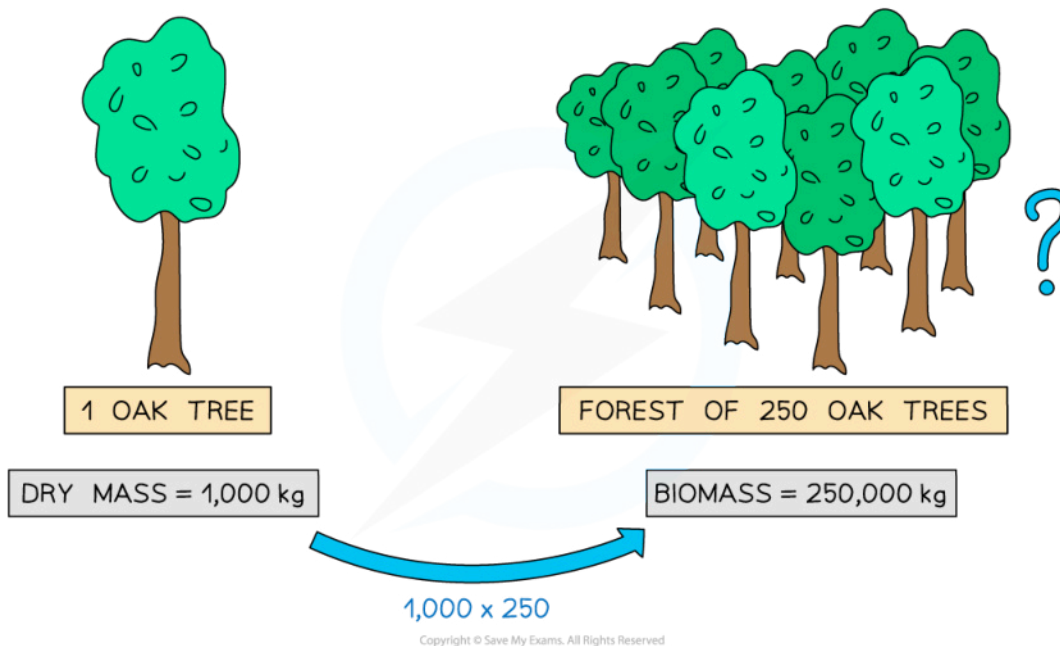 1 OAK TREE
FOREST OF 250 OAK TREES
DRY MASS = 1,000 kg
BIOMASS = 250,000 kg
?
1,000 x 250
Copyright © Save My Exams. All Rights Reserved